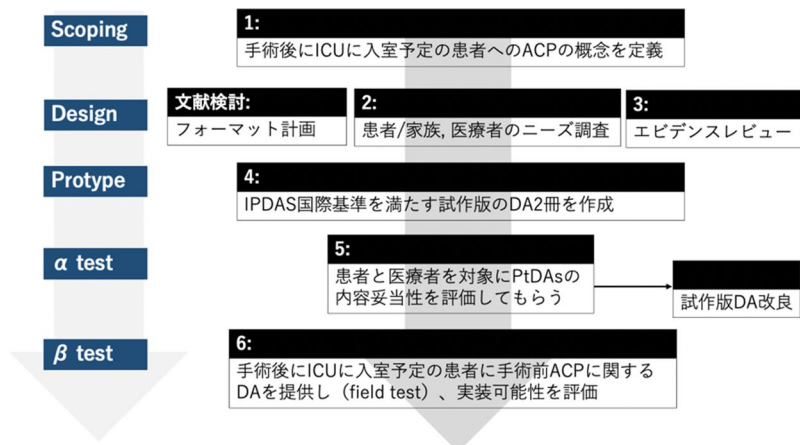 Scoping
1:
手術後にICUに入室予定の患者へのACPの概念を定義
Design
文献検討:
フォーマット計画
2:
患者/家族, 医療者のニーズ調査
3:
エビデンスレビュー
Protype
4:
IPDAS国際基準を満たす試作版のDA2冊を作成
α test
5:
患者と医療者を対象にPtDAsの
内容妥当性を評価してもらう
試作版DA改良
β test
6:
手術後にICUに入室予定の患者に手術前ACPに関する
DAを提供し（field test）、実装可能性を評価